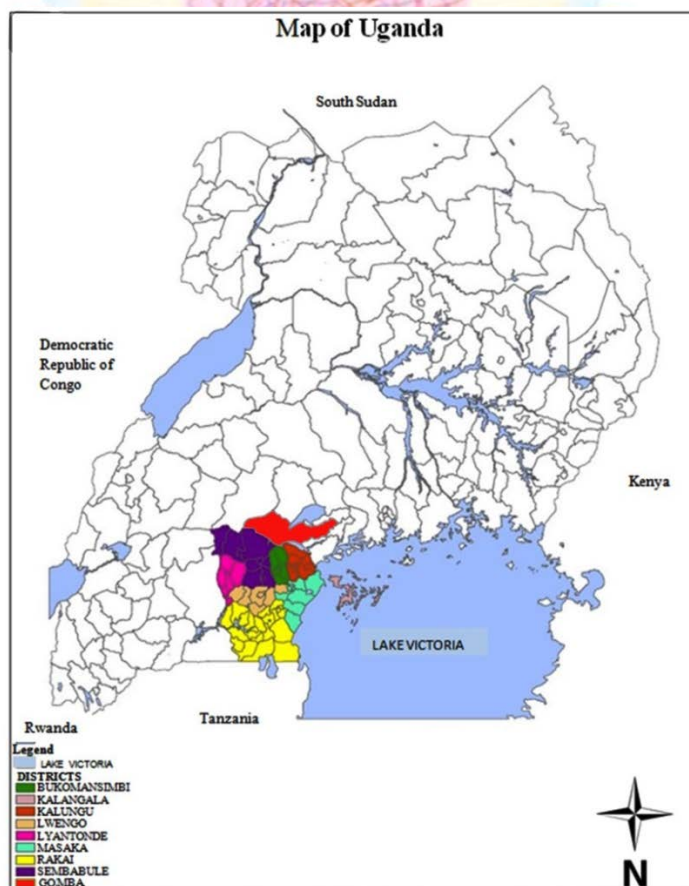 Map of Uganda
South Sudan
Democratic
Republic of
Congo
Kenya
LAKE VICTORIA
Tanzania
Rwanda
Legend
LAKE VICTORIA
DISTRICTS
BUKOMANSIMBI
KALANGALA
KALUNGU
LWENGO
LYANTONDE
MASAKA
RAKAI
SEMBABULE
GOMBA
N